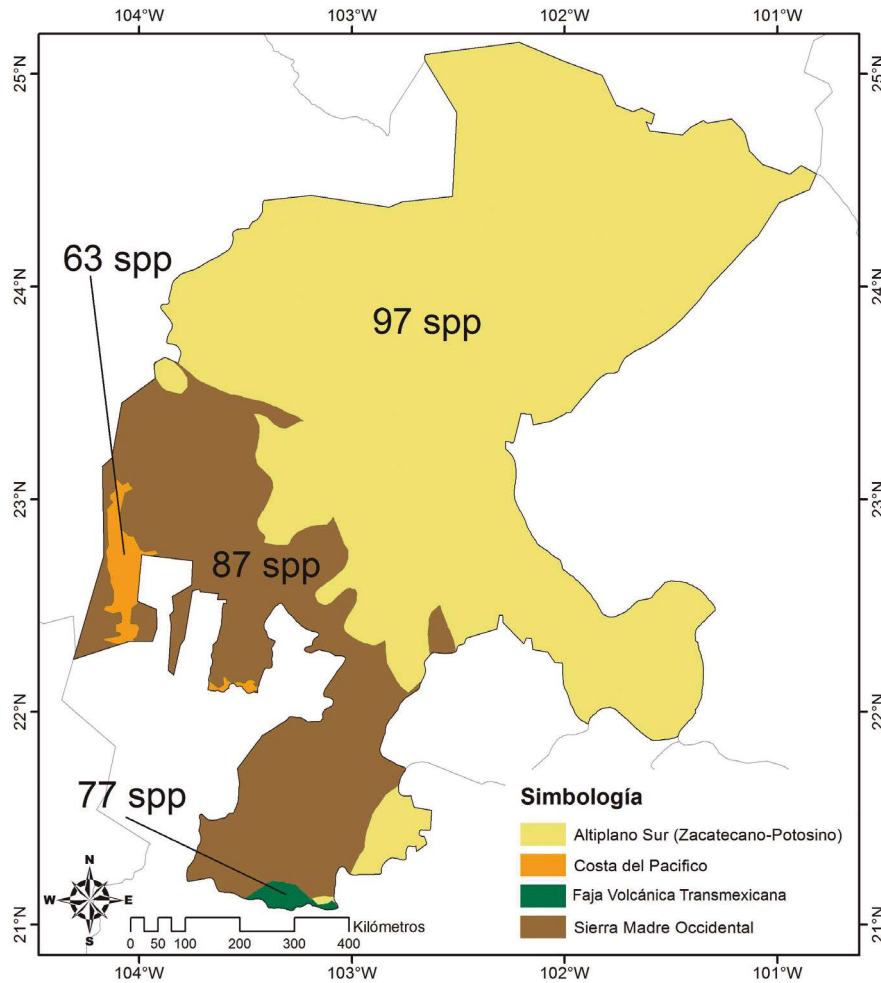 104°W 103°W 102°W 101°W
25°N 25°N
63 spp
24°N 24°N
97 spp
23°N 23°N
87 spp
22°N 22°N
77 spp
Simbología
Altiplano Sur (Zacatecano-Potosino)
Costa del Pacifico
Faja Volcánica Transmexicana
Sierra Madre Occidental
N
W E
S
21°N 21°N
Kilómetros
0 50 100 200 300 400
104°W 103°W 102°W 101°W